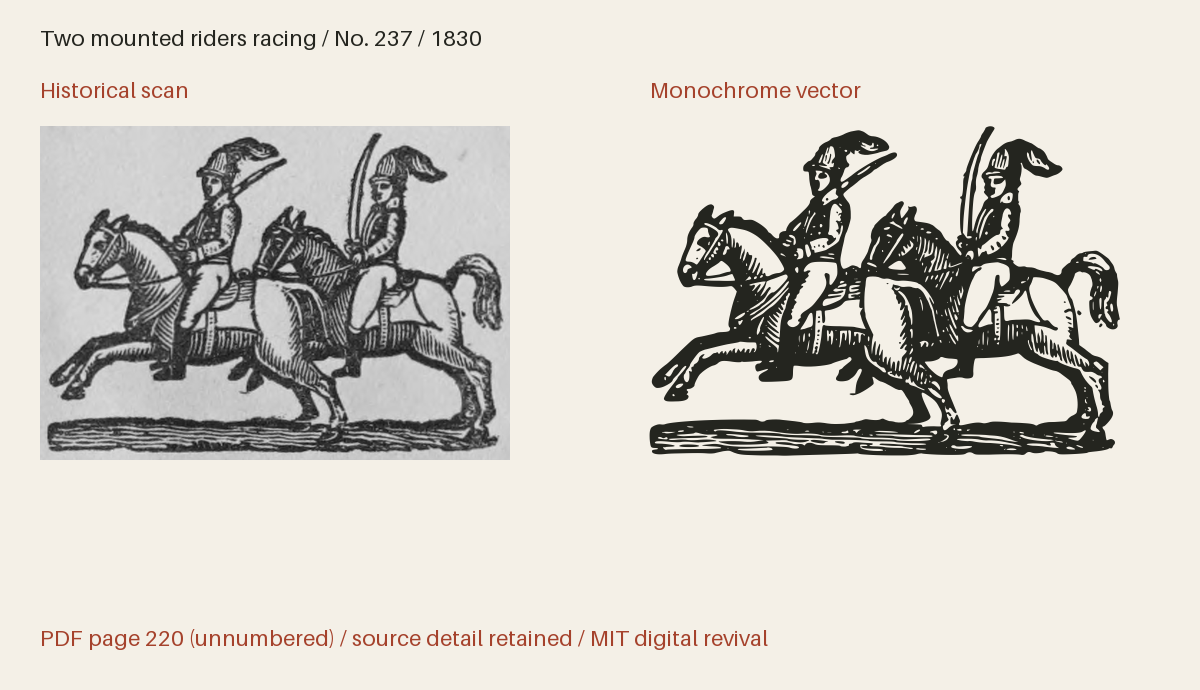 Two mounted riders racing / No. 237 / 1830
Historical scan
Monochrome vector
PDF page 220 (unnumbered) / source detail retained / MIT digital revival